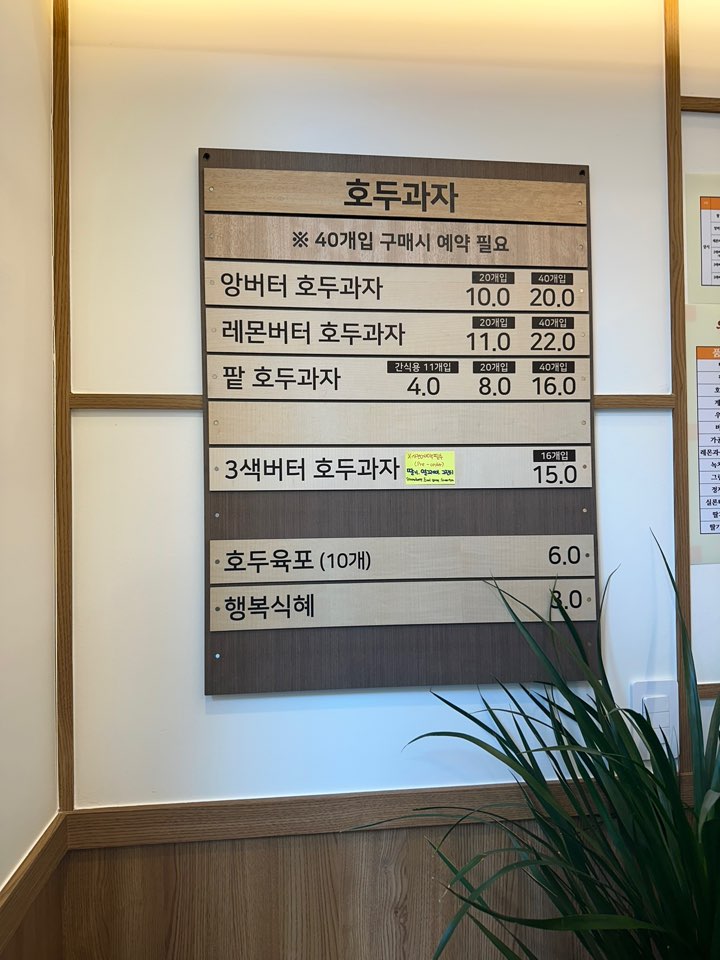 호두과자
※ 40개입 구매시 예약 필요
앙버터 호두과자 20개입 10.0 40개입 20.0
레몬버터 호두과자 20개입 11.0 40개입 22.0
팥 호두과자 간식용 11개입 4.0 20개입 8.0 40개입 16.0
3색버터 호두과자 16개입 15.0
(Pre-order)
호두육포 (10개) 6.0
행복식혜 3.0